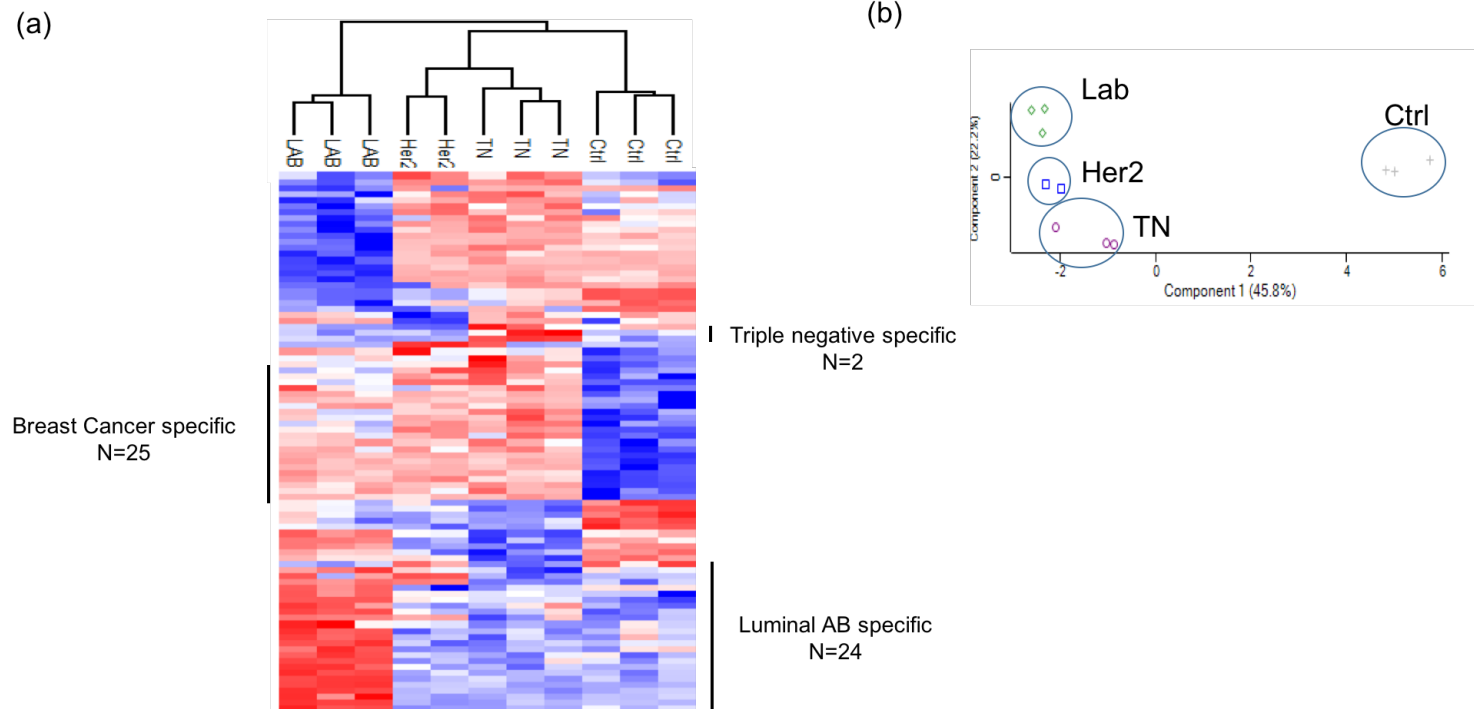 (a)
LAB
LAB
LAB
Her2
Her2
TN
TN
TN
Ctrl
Ctrl
Ctrl
Breast Cancer specific
N=25
Triple negative specific
N=2
Luminal AB specific
N=24
(b)
Lab
Her2
TN
Ctrl
Component 2 (22.2%)
0
-2
0
2
4
6
Component 1 (45.8%)